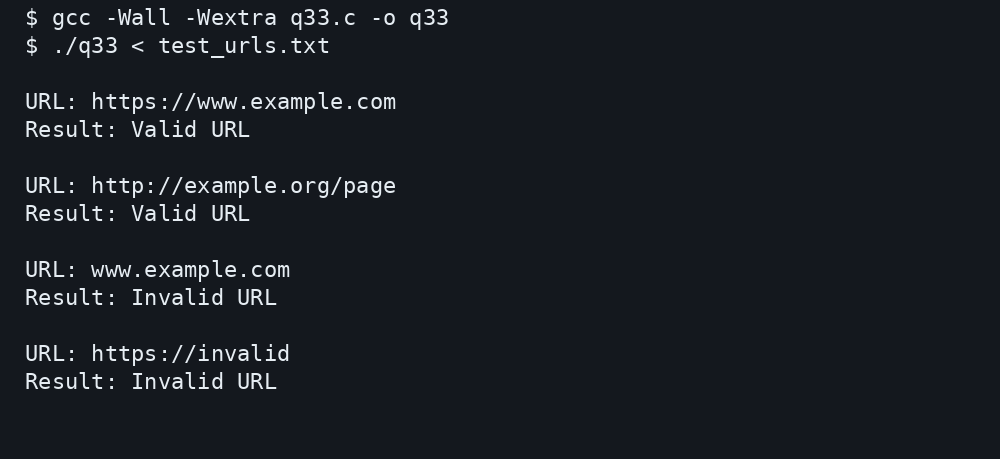 $ gcc -Wall -Wextra q33.c -o q33
$ ./q33 < test_urls.txt
URL: https://www.example.com
Result: Valid URL
URL: http://example.org/page
Result: Valid URL
URL: www.example.com
Result: Invalid URL
URL: https://invalid
Result: Invalid URL